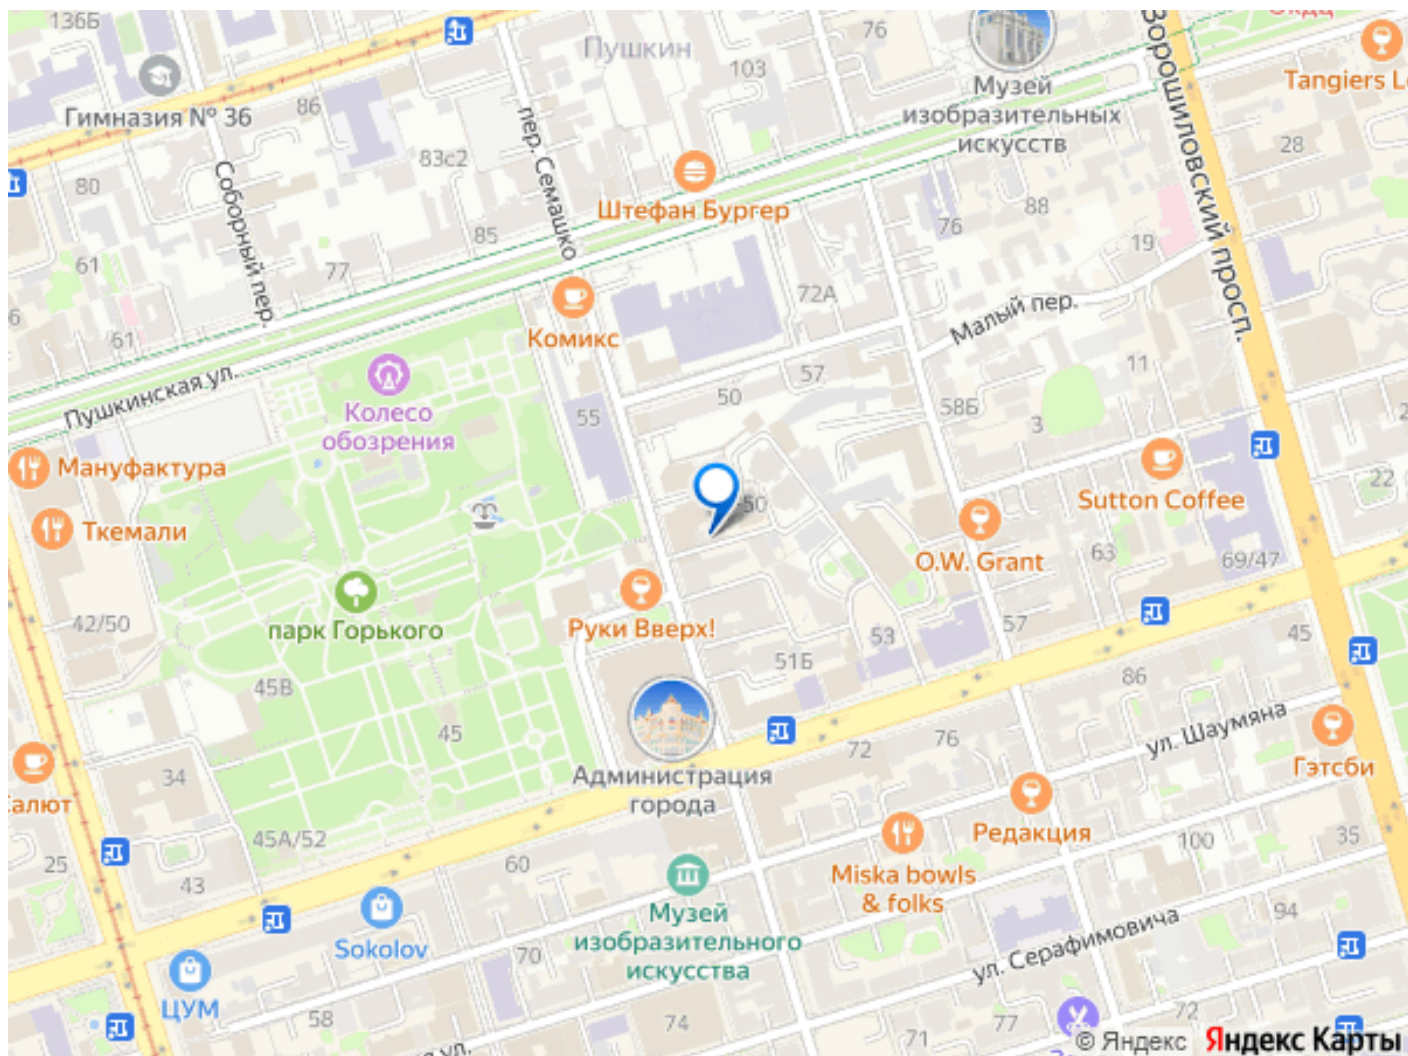 136Б
Пушкин
76
103
Музей
изобразительных
искусств
Ворошиловский просп.
Tangiers L
Гимназия № 36
86
83с2
пер. Семашко
28
80
Соборный пер.
Штефан Бургер
88
76
19
85
61
77
72А
Малый пер.
61
Комикс
Пушкинская ул.
Колесо
обозрения
57
50
11
58Б
3
55
Мануфактура
Sutton Coffee
22
Ткемали
-50
O.W. Grant
63
69/47
парк Горького
42/50
Руки Вверх!
53
57
45
51Б
86
45В
45
72
76
ул. Шаумяна
Гэтсби
Администрация
города
34
45А/52
Редакция
100
35
25
43
60
Miska bowls
& folks
Музей
изобразительного
искусства
94
Sokolov
70
ул. Серафимовича
ЦУМ
58
74
71
77
72
ул.
© Яндекс Яндекс Карты